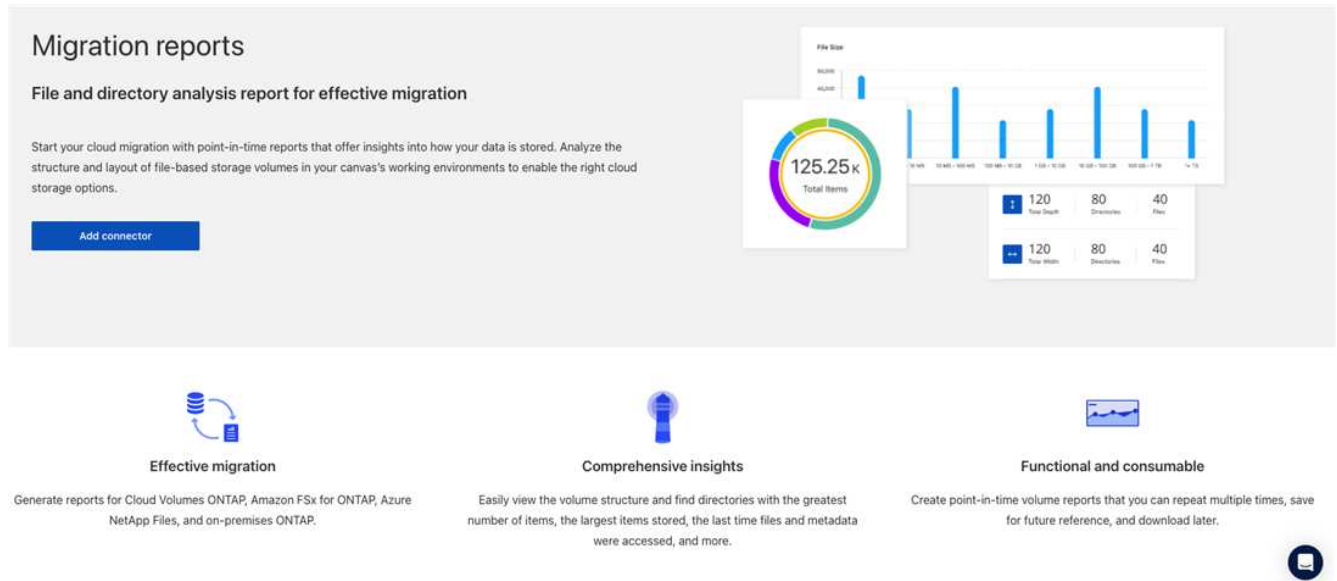 Migration reports
File and directory analysis report for effective migration
Start your cloud migration with point-in-time reports that offer insights into how your data is stored. Analyze the
structure and layout of file-based storage volumes in your canvas's working environments to enable the right cloud
storage options.
Add connector
File Size
125.25K
Total Items
120 80 40
Total Depth Directories Files
120 80 40
Total Width Directories Files
Effective migration
Generate reports for Cloud Volumes ONTAP, Amazon FSx for ONTAP, Azure
NetApp Files, and on-premises ONTAP.
Comprehensive insights
Easily view the volume structure and find directories with the greatest
number of items, the largest items stored, the last time files and metadata
were accessed, and more.
Functional and consumable
Create point-in-time volume reports that you can repeat multiple times, save
for future reference, and download later.